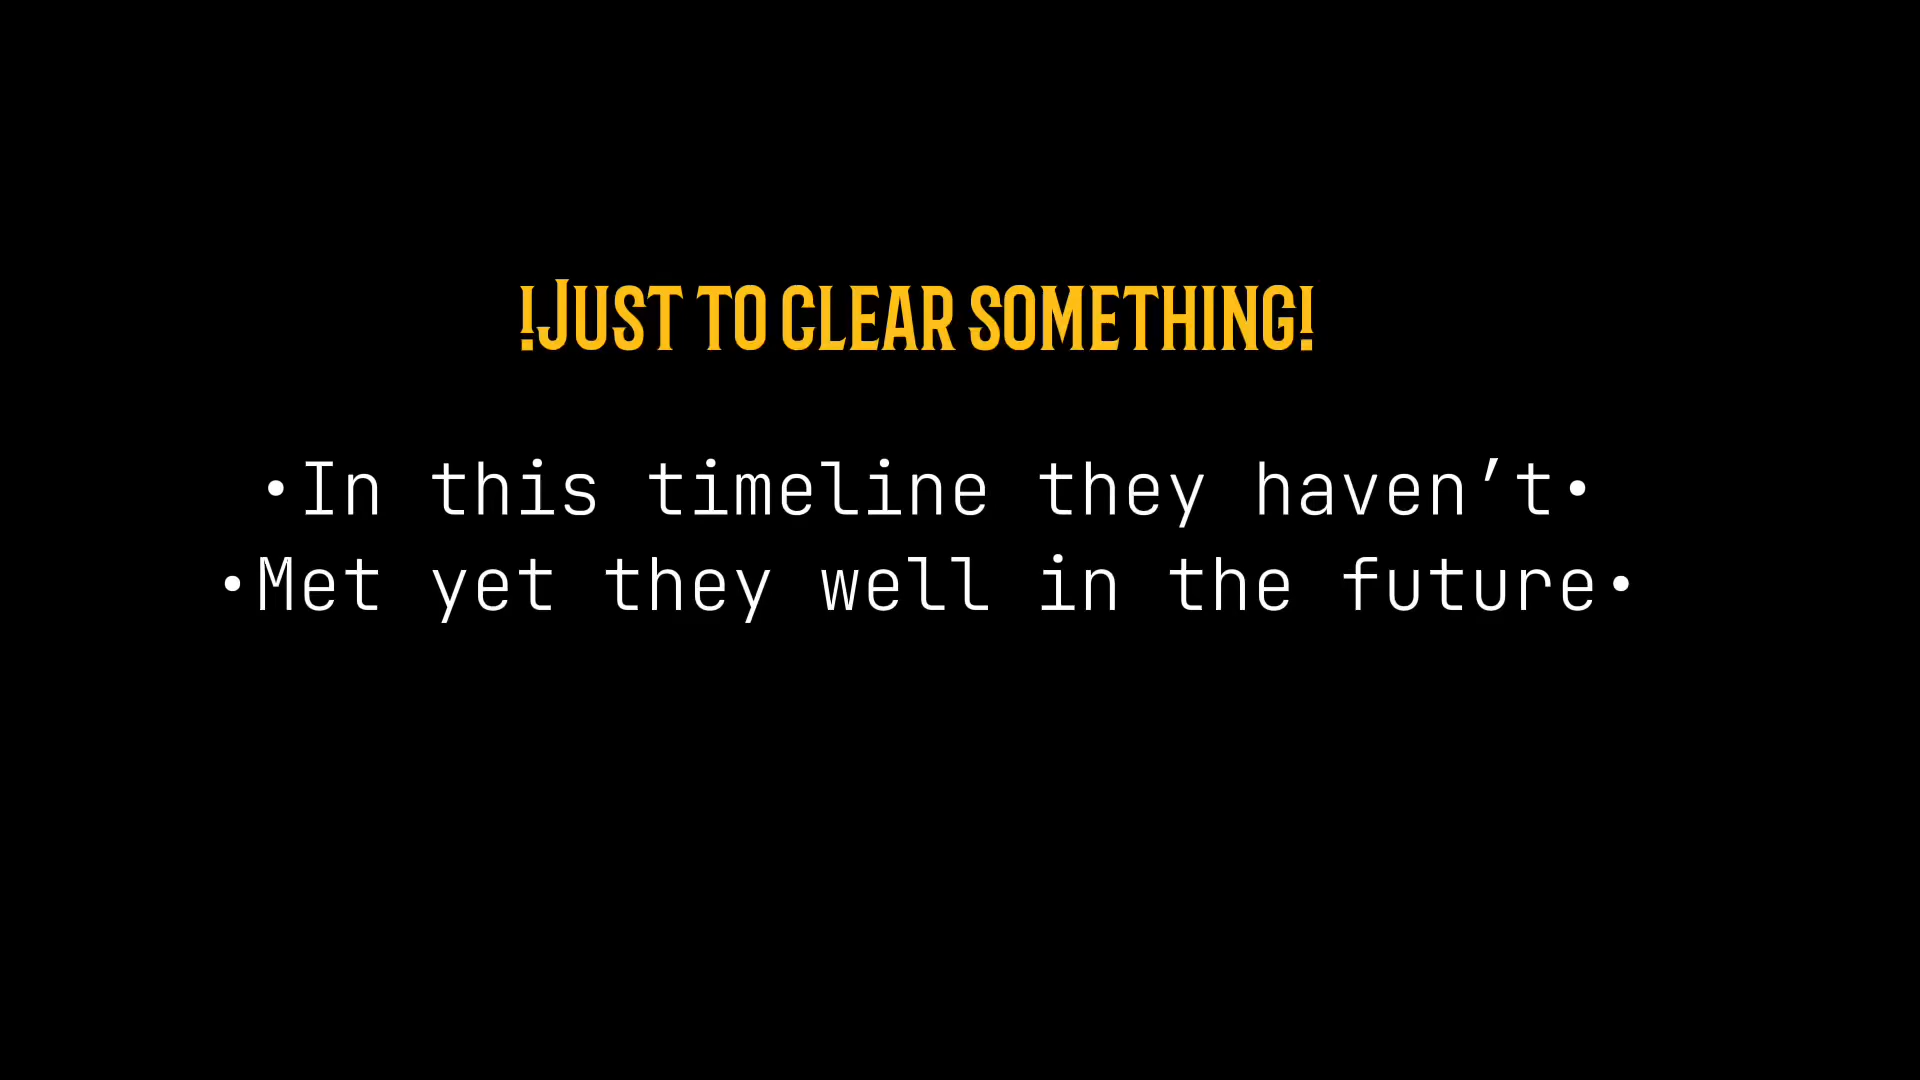 !Just to clear something!
•In this timeline they haven’t•
•Met yet they well in the future•